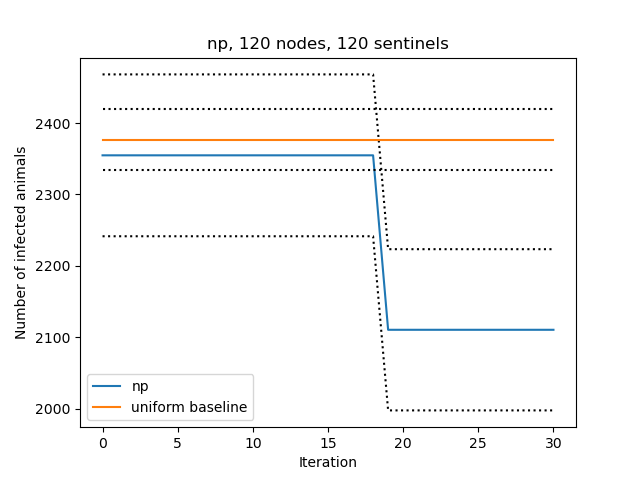 np, 120 nodes, 120 sentinels
Number of infected animals
2400
2300
2200
2100
2000
np
uniform baseline
0 5 10 15 20 25 30
Iteration